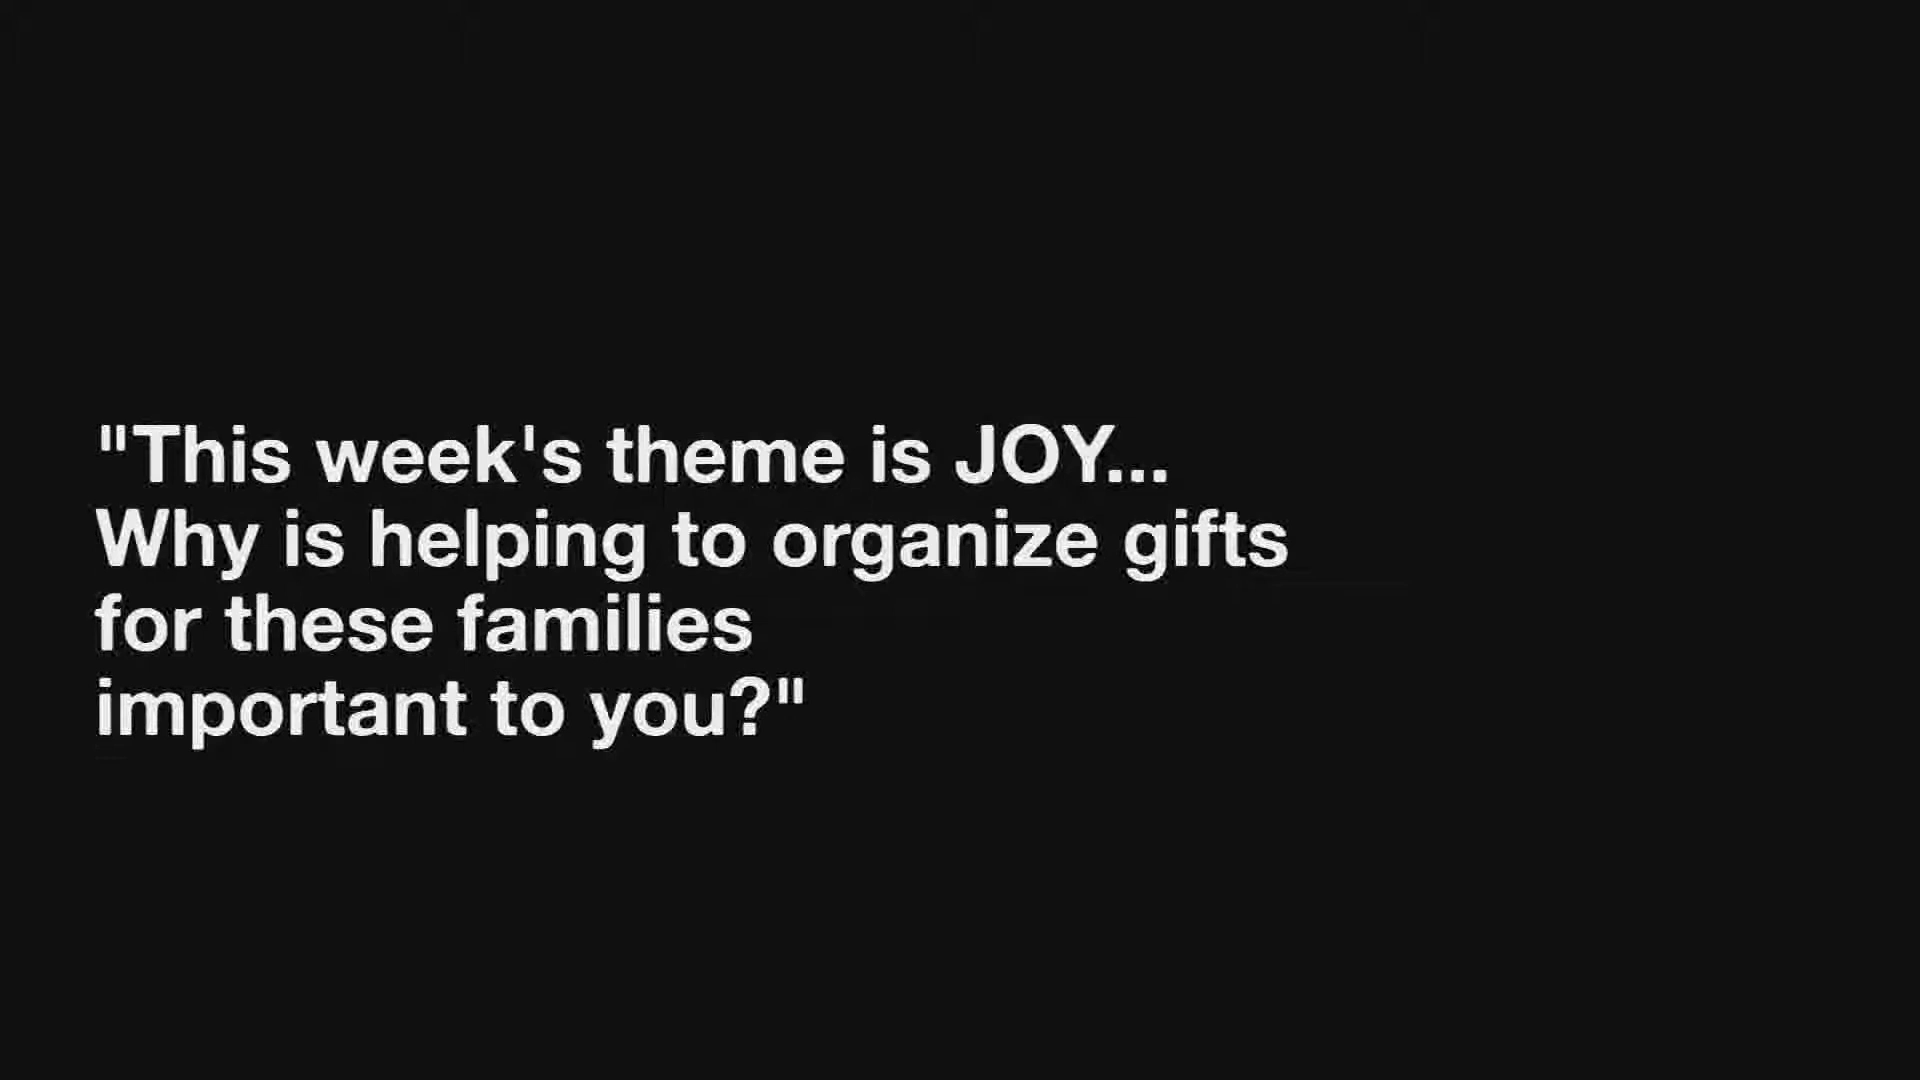 "This week's theme is JOY...
Why is helping to organize gifts
for these families
important to you?"